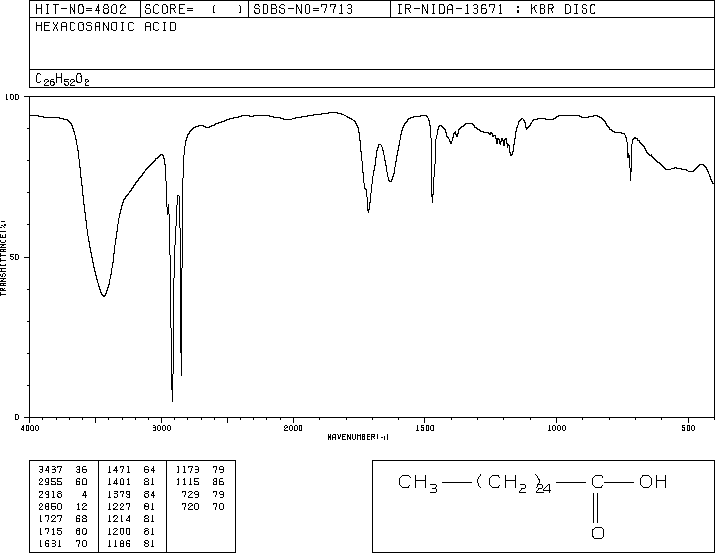 HIT-NO=4802 SCORE= ( ) SDBS-NO=7713 IR-NIDA-13671 : KBR DISC
HEXACOSANOIC ACID
C26H52O2
100
TRANSMITTANCE(%)
50
0
4000 3000 2000 1500 1000 500
WAVENUMBER(-1)
3437 36 1471 64 1173 79
2955 60 1401 81 1115 86
2918 4 1379 84 729 79
2850 12 1227 81 720 70
1727 68 1214 81
1715 60 1200 81
1631 70 1186 81
CH3—(CH2)24—C—OH
O